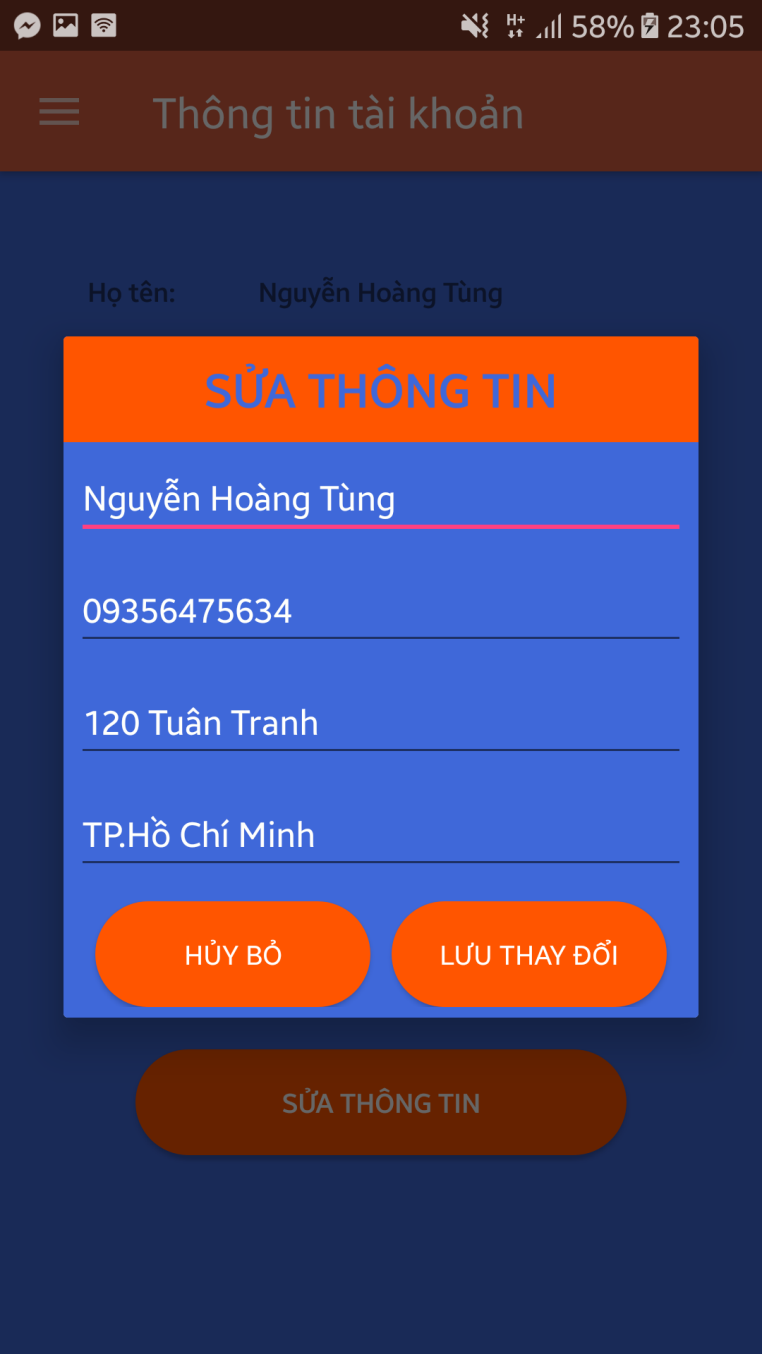 58% 23:05
Thông tin tài khoản
Họ tên: Nguyễn Hoàng Tùng
SỬA THÔNG TIN
Nguyễn Hoàng Tùng
09356475634
120 Tuân Tranh
TP.Hồ Chí Minh
HỦY BỎ LƯU THAY ĐỔI
SỬA THÔNG TIN